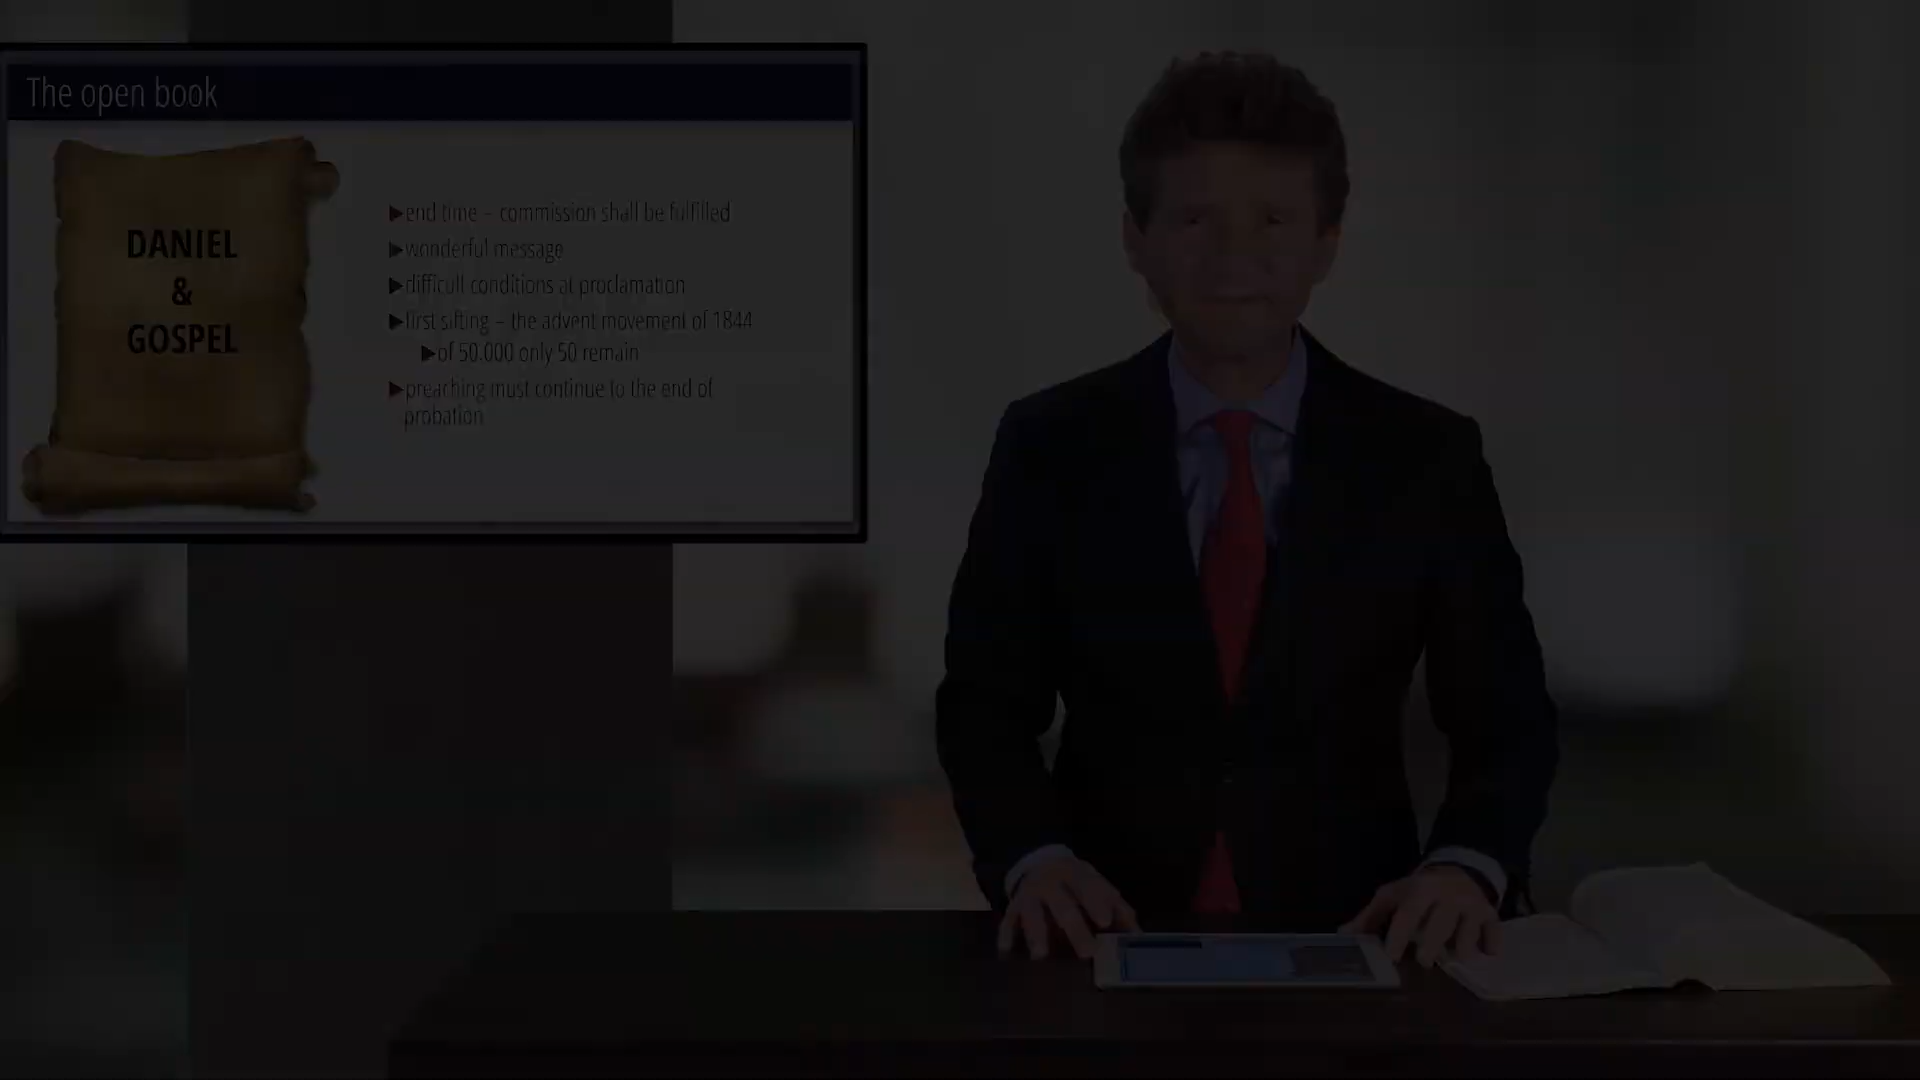 The open book
DANIEL
&
GOSPEL
end time – commission shall be fulfilled
wonderful message
difficult conditions at proclamation
first sifting – the advent movement of 1844
of 50.000 only 50 remain
preaching must continue to the end of
probation